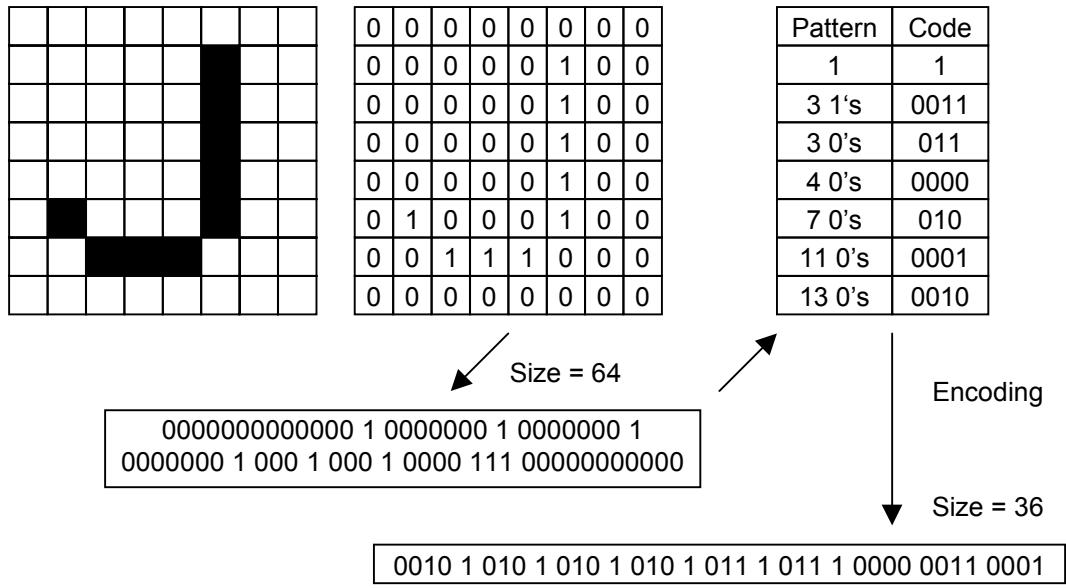 0 0 0 0 0 0 0 0
0 0 0 0 0 1 0 0
0 0 0 0 0 1 0 0
0 0 0 0 0 1 0 0
0 0 0 0 0 1 0 0
0 1 0 0 0 1 0 0
0 0 1 1 1 0 0 0
0 0 0 0 0 0 0 0
Pattern Code
1 1
3 1‘s 0011
3 0’s 011
4 0’s 0000
7 0’s 010
11 0’s 0001
13 0’s 0010
Size = 64
Encoding
0000000000000 1 0000000 1 0000000 1
0000000 1 000 1 000 1 0000 111 00000000000
Size = 36
0010 1 010 1 010 1 010 1 011 1 011 1 0000 0011 0001